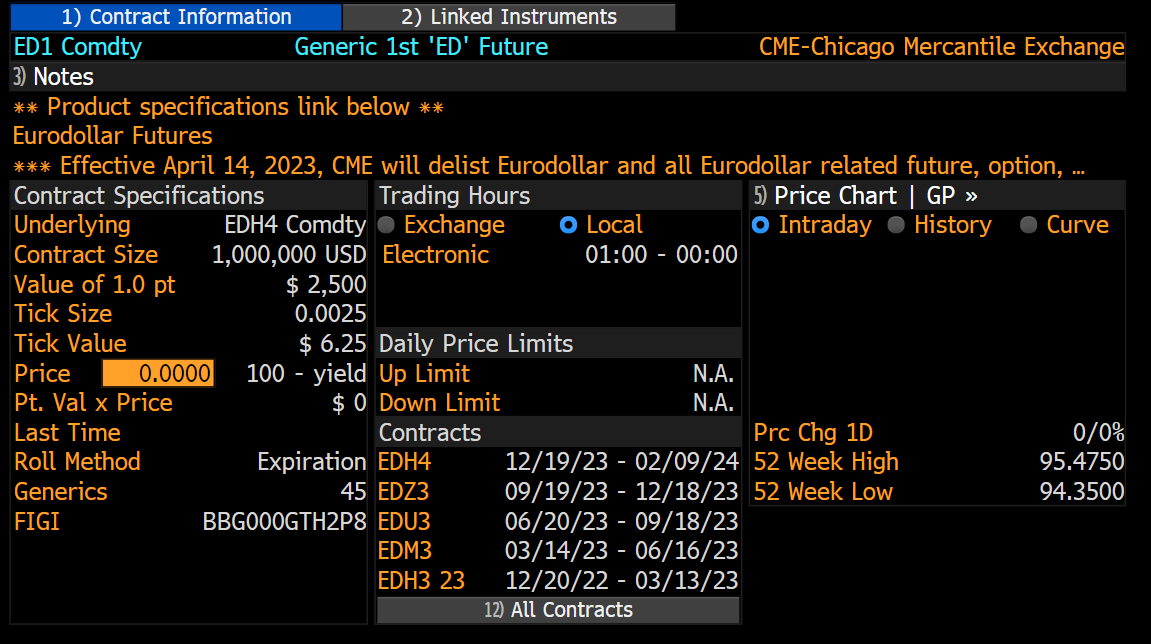 1) Contract Information 2) Linked Instruments
ED1 Comdty Generic 1st 'ED' Future CME-Chicago Mercantile Exchange
3) Notes
** Product specifications link below **
Eurodollar Futures
*** Effective April 14, 2023, CME will delist Eurodollar and all Eurodollar related future, option, …
Contract Specifications
Underlying EDH4 Comdty
Contract Size 1,000,000 USD
Value of 1.0 pt $ 2,500
Tick Size 0.0025
Tick Value $ 6.25
Price 0.0000 100 - yield
Pt. Val x Price $ 0
Last Time
Roll Method Expiration
Generics 45
FIGI BBG000GTH2P8
Trading Hours
Exchange Local
Electronic 01:00 - 00:00
Daily Price Limits
Up Limit N.A.
Down Limit N.A.
Contracts
EDH4 12/19/23 - 02/09/24
EDZ3 09/19/23 - 12/18/23
EDU3 06/20/23 - 09/18/23
EDM3 03/14/23 - 06/16/23
EDH3 23 12/20/22 - 03/13/23
12) All Contracts
5) Price Chart | GP »
Intraday History Curve
Prc Chg 1D 0/0%
52 Week High 95.4750
52 Week Low 94.3500